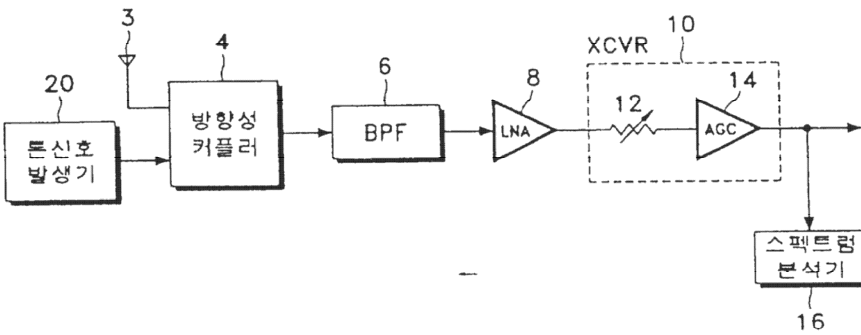 3
4
XCVR
10
20
6
8
12
14
톤신호
발생기
방향성
커플러
BPF
LNA
AGC
스펙트럼
분석기
16